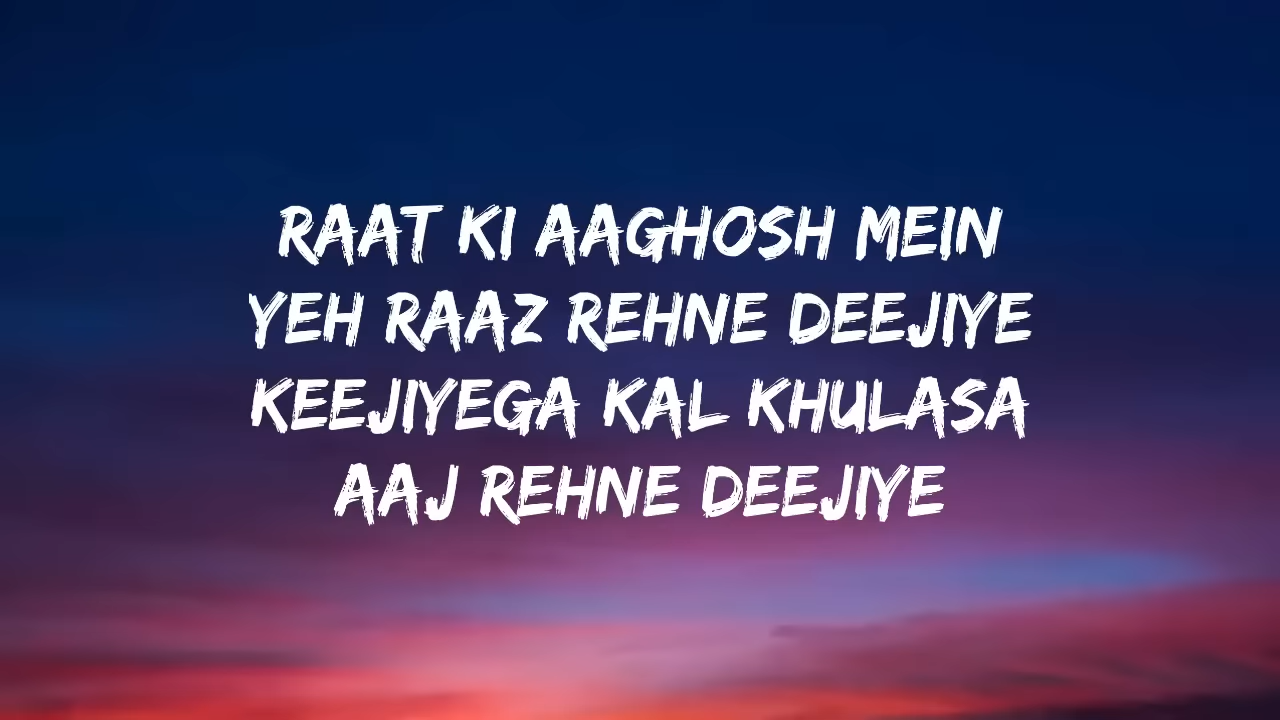 RAAT KI AAGHOSH MEIN
YEH RAAZ REHNE DEEJIYE
KEEJIYEGA KAL KHULASA
AAJ REHNE DEEJIYE